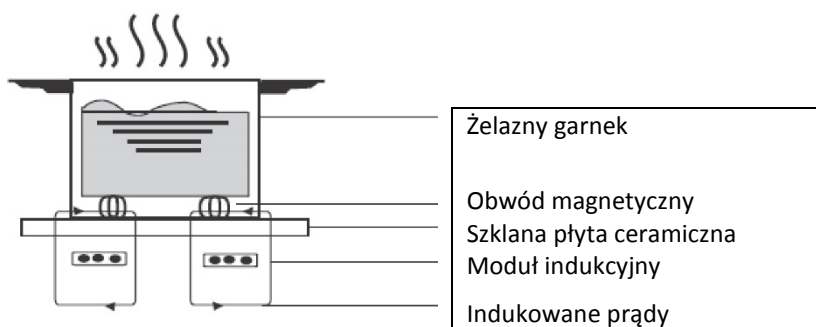 Żelazny garnek
Obwód magnetyczny
Szklana płyta ceramiczna
Moduł indukcyjny
Indukowane prądy